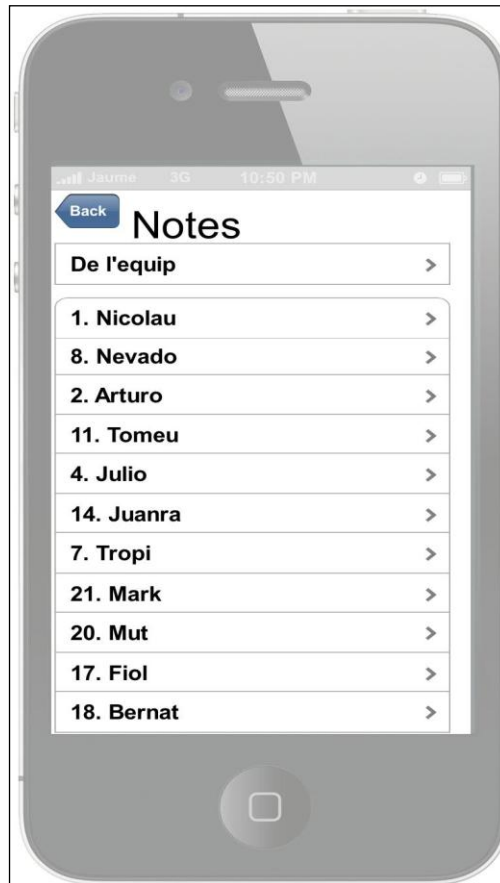 Jaume 3G 10:50 PM
Back
Notes
De l'equip >
1. Nicolau >
8. Nevado >
2. Arturo >
11. Tomeu >
4. Julio >
14. Juanra >
7. Tropi >
21. Mark >
20. Mut >
17. Fiol >
18. Bernat >